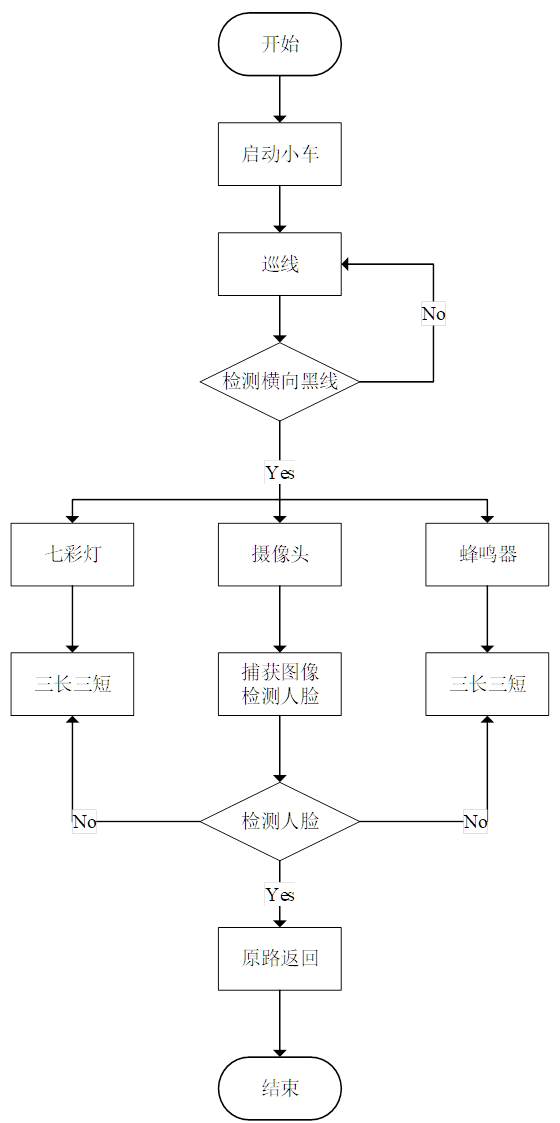 开始
启动小车
巡线
No
检测横向黑线
Yes
七彩灯
摄像头
蜂鸣器
三长三短
捕获图像
检测人脸
三长三短
No
检测人脸
No
Yes
原路返回
结束